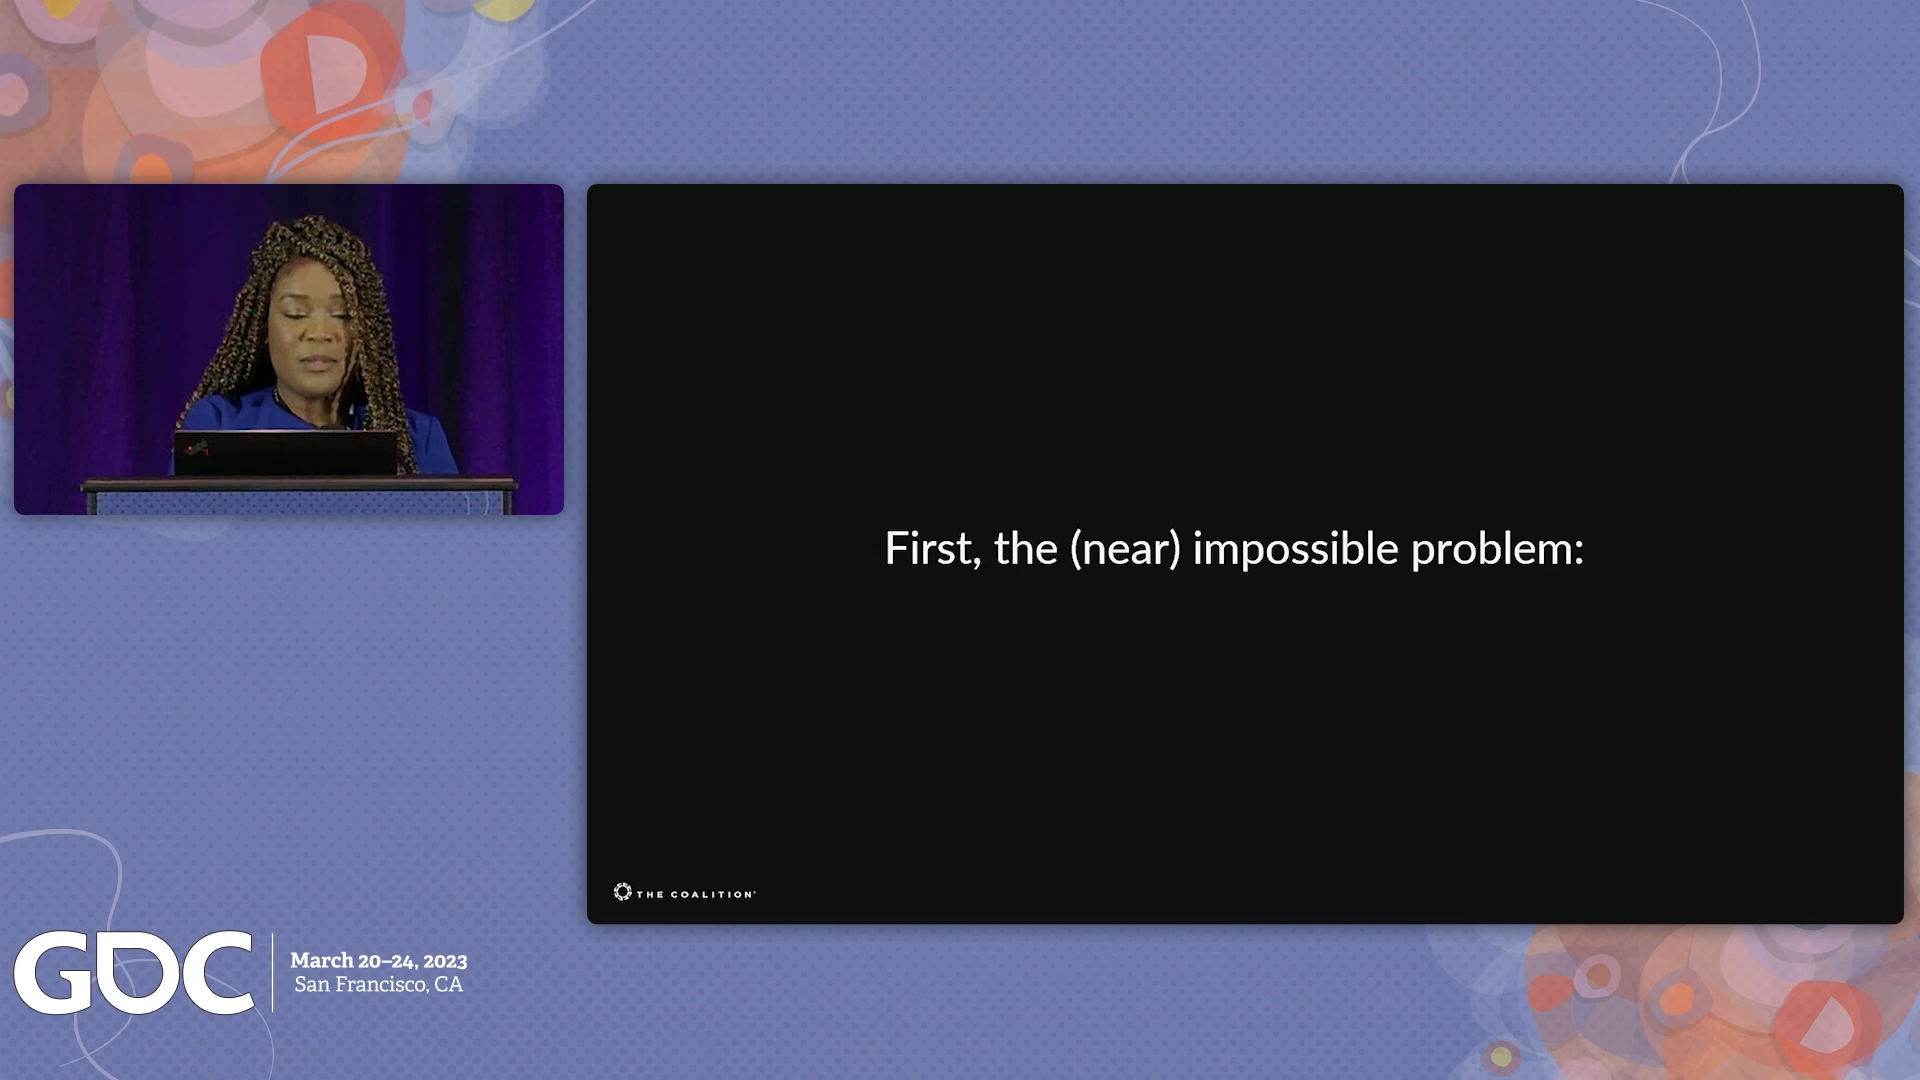 First, the (near) impossible problem:
THE COALITION
GDC
March 20–24, 2023
San Francisco, CA